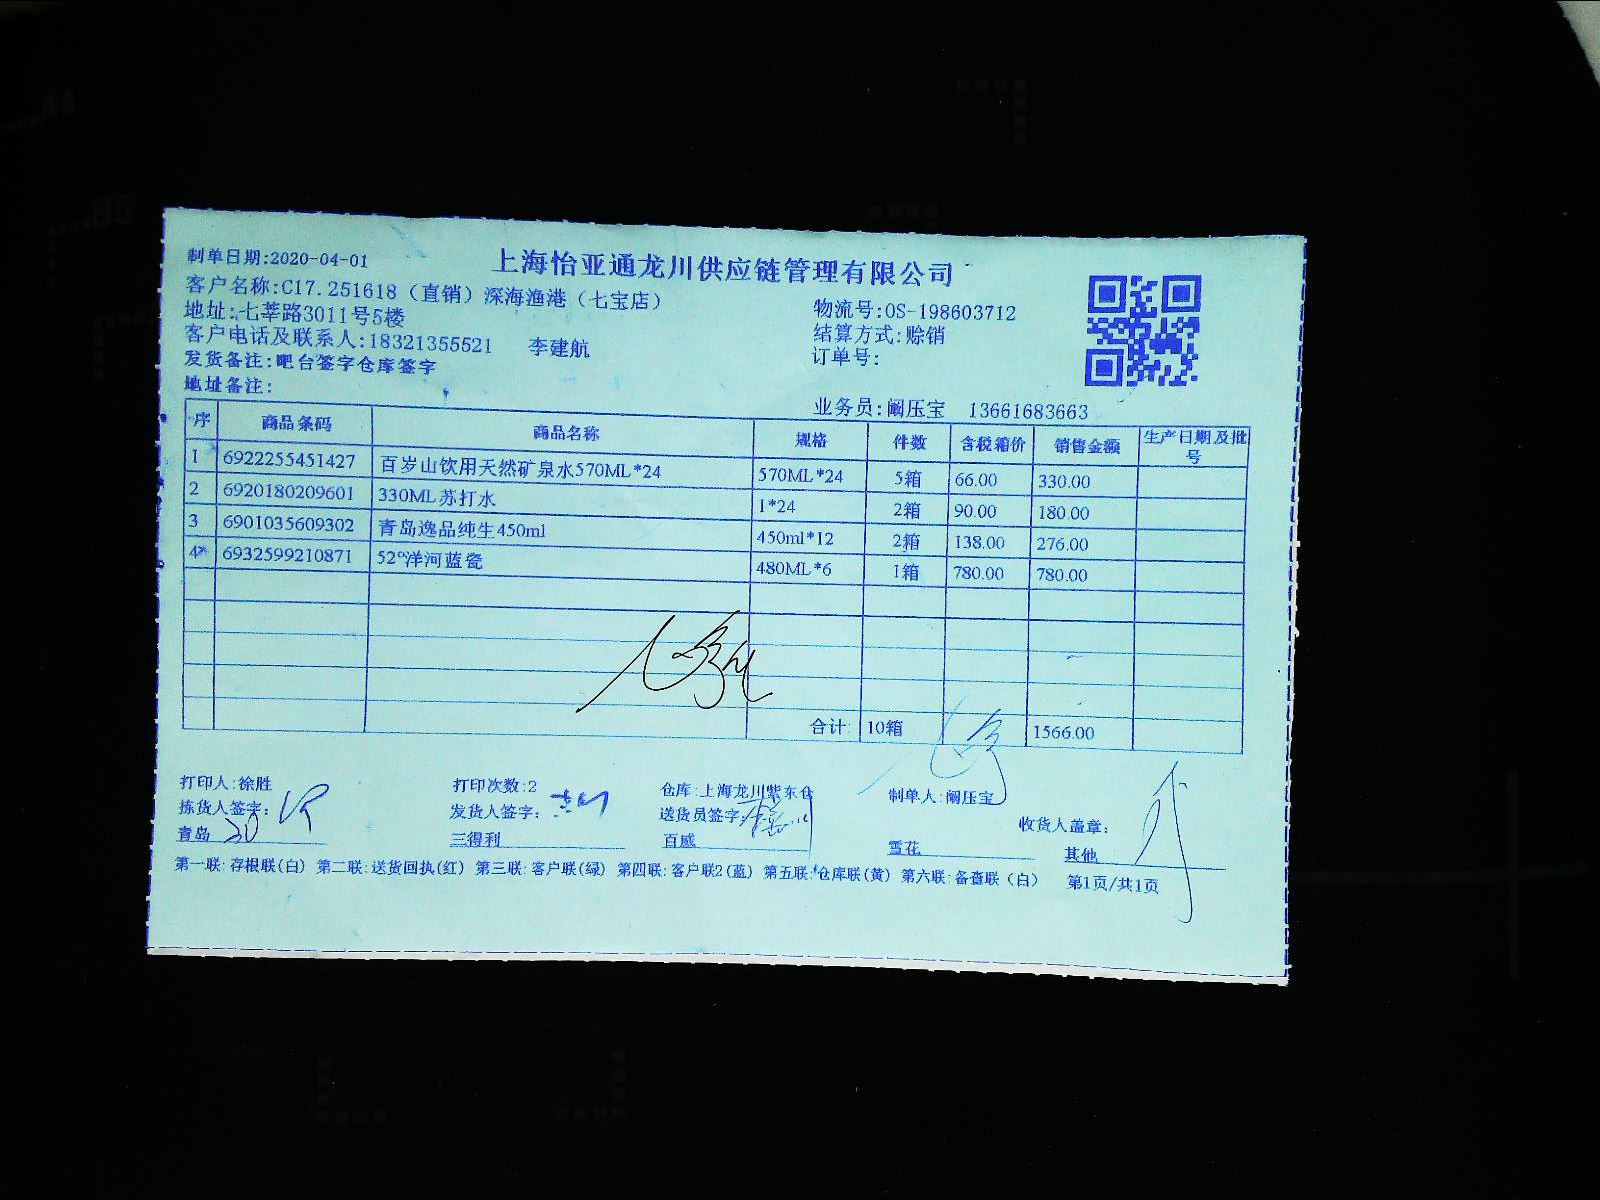 制单日期:2020-04-01
上海怡亚通龙川供应链管理有限公司
客户名称:C17.251618（直销）深海渔港（七宝店）
物流号:OS-198603712
地址:七莘路3011号5楼
结算方式:赊销
客户电话及联系人:18321355521 李建航
订单号:
发货备注:吧台签字仓库签字
地址备注:
业务员:阚压宝 13661683663
序 商品条码 商品名称 规格 件数 含税箱价 销售金额 生产日期及批号
1 6922255451427 百岁山饮用天然矿泉水570ML*24 570ML*24 5箱 66.00 330.00
2 6920180209601 330ML苏打水 1*24 2箱 90.00 180.00
3 6901035609302 青岛逸品纯生450ml 450ml*12 2箱 138.00 276.00
4* 6932599210871 52°洋河蓝瓷 480ML*6 1箱 780.00 780.00
合计: 10箱 1566.00
打印人:徐胜 打印次数:2 仓库:上海龙川紫东仓 制单人:阚压宝
拣货人签字: 发货人签字: 送货员签字: 收货人盖章:
青岛 20 三得利 百威 雪花 其他
第一联:存根联(白) 第二联:送货回执(红) 第三联:客户联(绿) 第四联:客户联2(蓝) 第五联:仓库联(黄) 第六联:备查联(白) 第1页/共1页
A4
B5